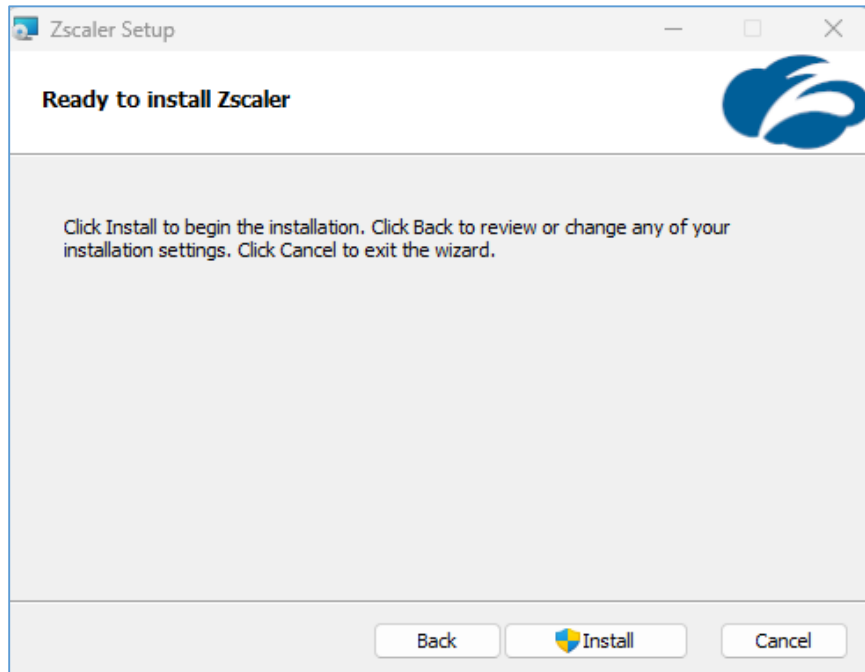 Zscaler Setup
Ready to install Zscaler
Click Install to begin the installation. Click Back to review or change any of your
installation settings. Click Cancel to exit the wizard.
Back
Install
Cancel